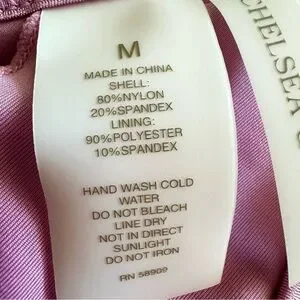 M
MADE IN CHINA
SHELL:
80%NYLON
20%SPANDEX
LINING:
90%POLYESTER
10%SPANDEX
HAND WASH COLD
WATER
DO NOT BLEACH
LINE DRY
NOT IN DIRECT
SUNLIGHT
DO NOT IRON
RN 58909
CHELSEA